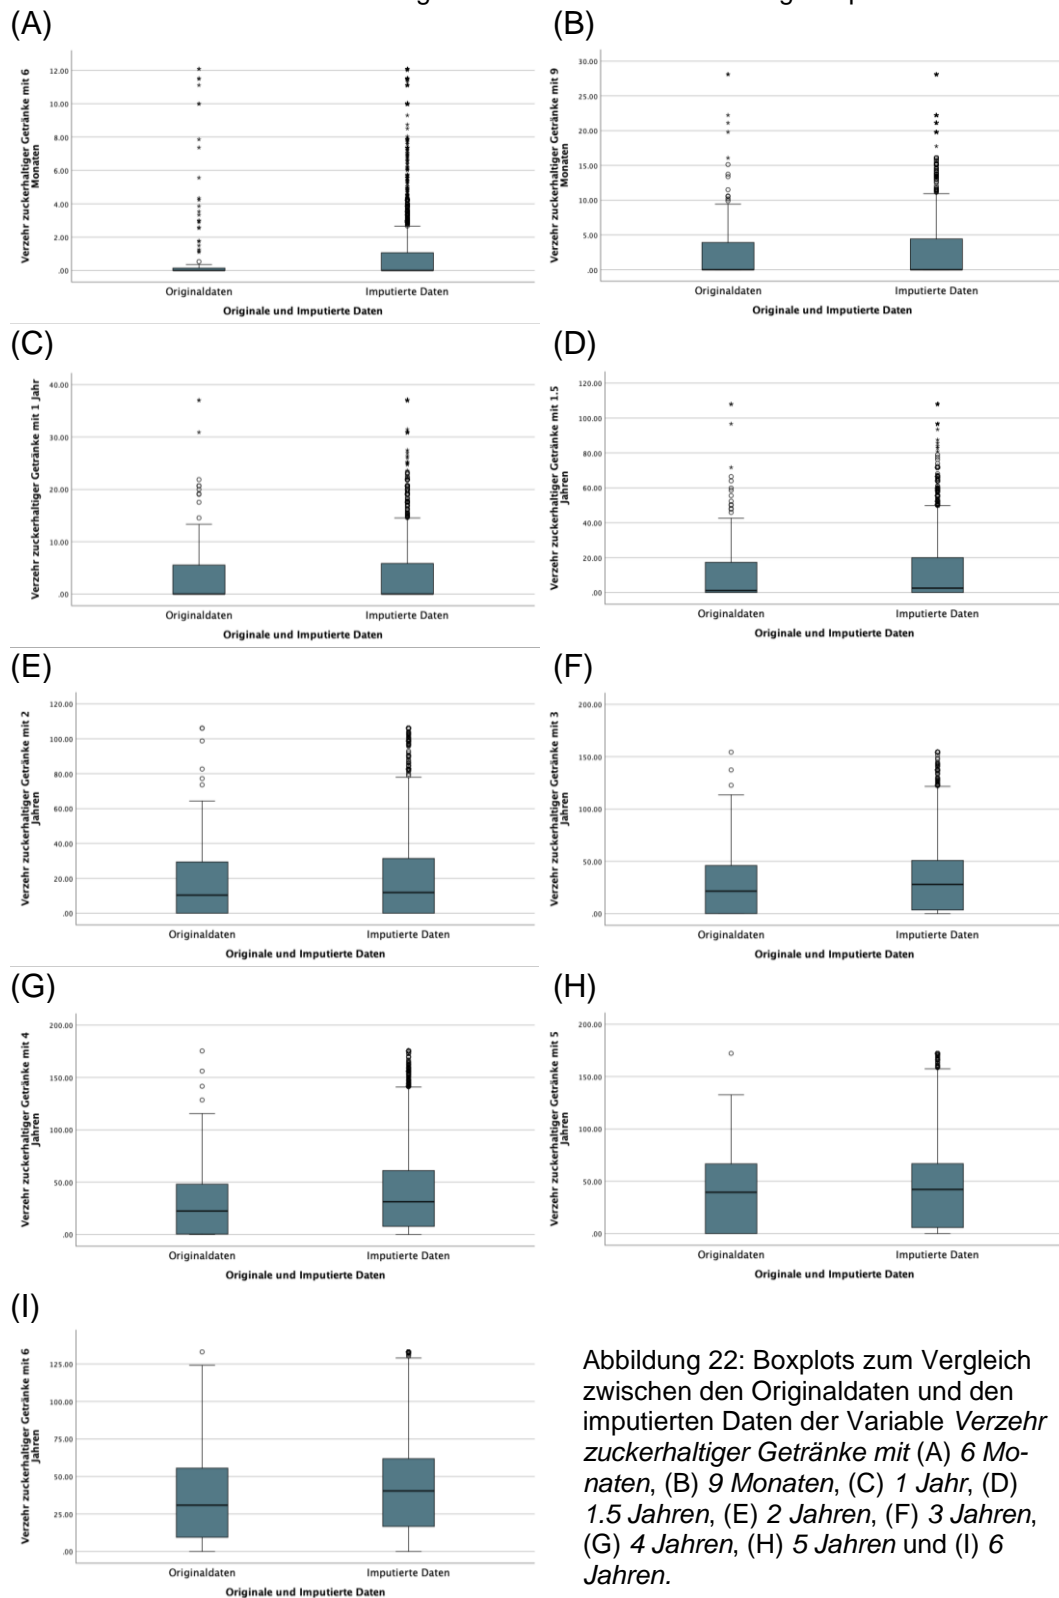 (A)
12.00
10.00
8.00
6.00
4.00
2.00
.00
Verzehr zuckerhaltiger Getränke mit 6
Monaten
Originaldaten
Imputierte Daten
Originale und Imputierte Daten
(B)
30.00
25.00
20.00
15.00
10.00
5.00
.00
Verzehr zuckerhaltiger Getränke mit 9
Monaten
Originaldaten
Imputierte Daten
Originale und Imputierte Daten
(C)
40.00
30.00
20.00
10.00
.00
Verzehr zuckerhaltiger Getränke mit 1 Jahr
Originaldaten
Imputierte Daten
Originale und Imputierte Daten
(D)
120.00
100.00
80.00
60.00
40.00
20.00
.00
Verzehr zuckerhaltiger Getränke mit 1.5
Jahren
Originaldaten
Imputierte Daten
Originale und Imputierte Daten
(E)
120.00
100.00
80.00
60.00
40.00
20.00
.00
Verzehr zuckerhaltiger Getränke mit 2
Jahren
Originaldaten
Imputierte Daten
Originale und Imputierte Daten
(F)
200.00
150.00
100.00
50.00
.00
Verzehr zuckerhaltiger Getränke mit 3
Jahren
Originaldaten
Imputierte Daten
Originale und Imputierte Daten
(G)
200.00
150.00
100.00
50.00
.00
Verzehr zuckerhaltiger Getränke mit 4
Jahren
Originaldaten
Imputierte Daten
Originale und Imputierte Daten
(H)
200.00
150.00
100.00
50.00
.00
Verzehr zuckerhaltiger Getränke mit 5
Jahren
Originaldaten
Imputierte Daten
Originale und Imputierte Daten
(I)
125.00
100.00
75.00
50.00
25.00
.00
Verzehr zuckerhaltiger Getränke mit 6
Jahren
Originaldaten
Imputierte Daten
Originale und Imputierte Daten
Abbildung 22: Boxplots zum Vergleich
zwischen den Originaldaten und den
imputierten Daten der Variable Verzehr
zuckerhaltiger Getränke mit (A) 6 Mo-
naten, (B) 9 Monaten, (C) 1 Jahr, (D)
1.5 Jahren, (E) 2 Jahren, (F) 3 Jahren,
(G) 4 Jahren, (H) 5 Jahren und (I) 6
Jahren.